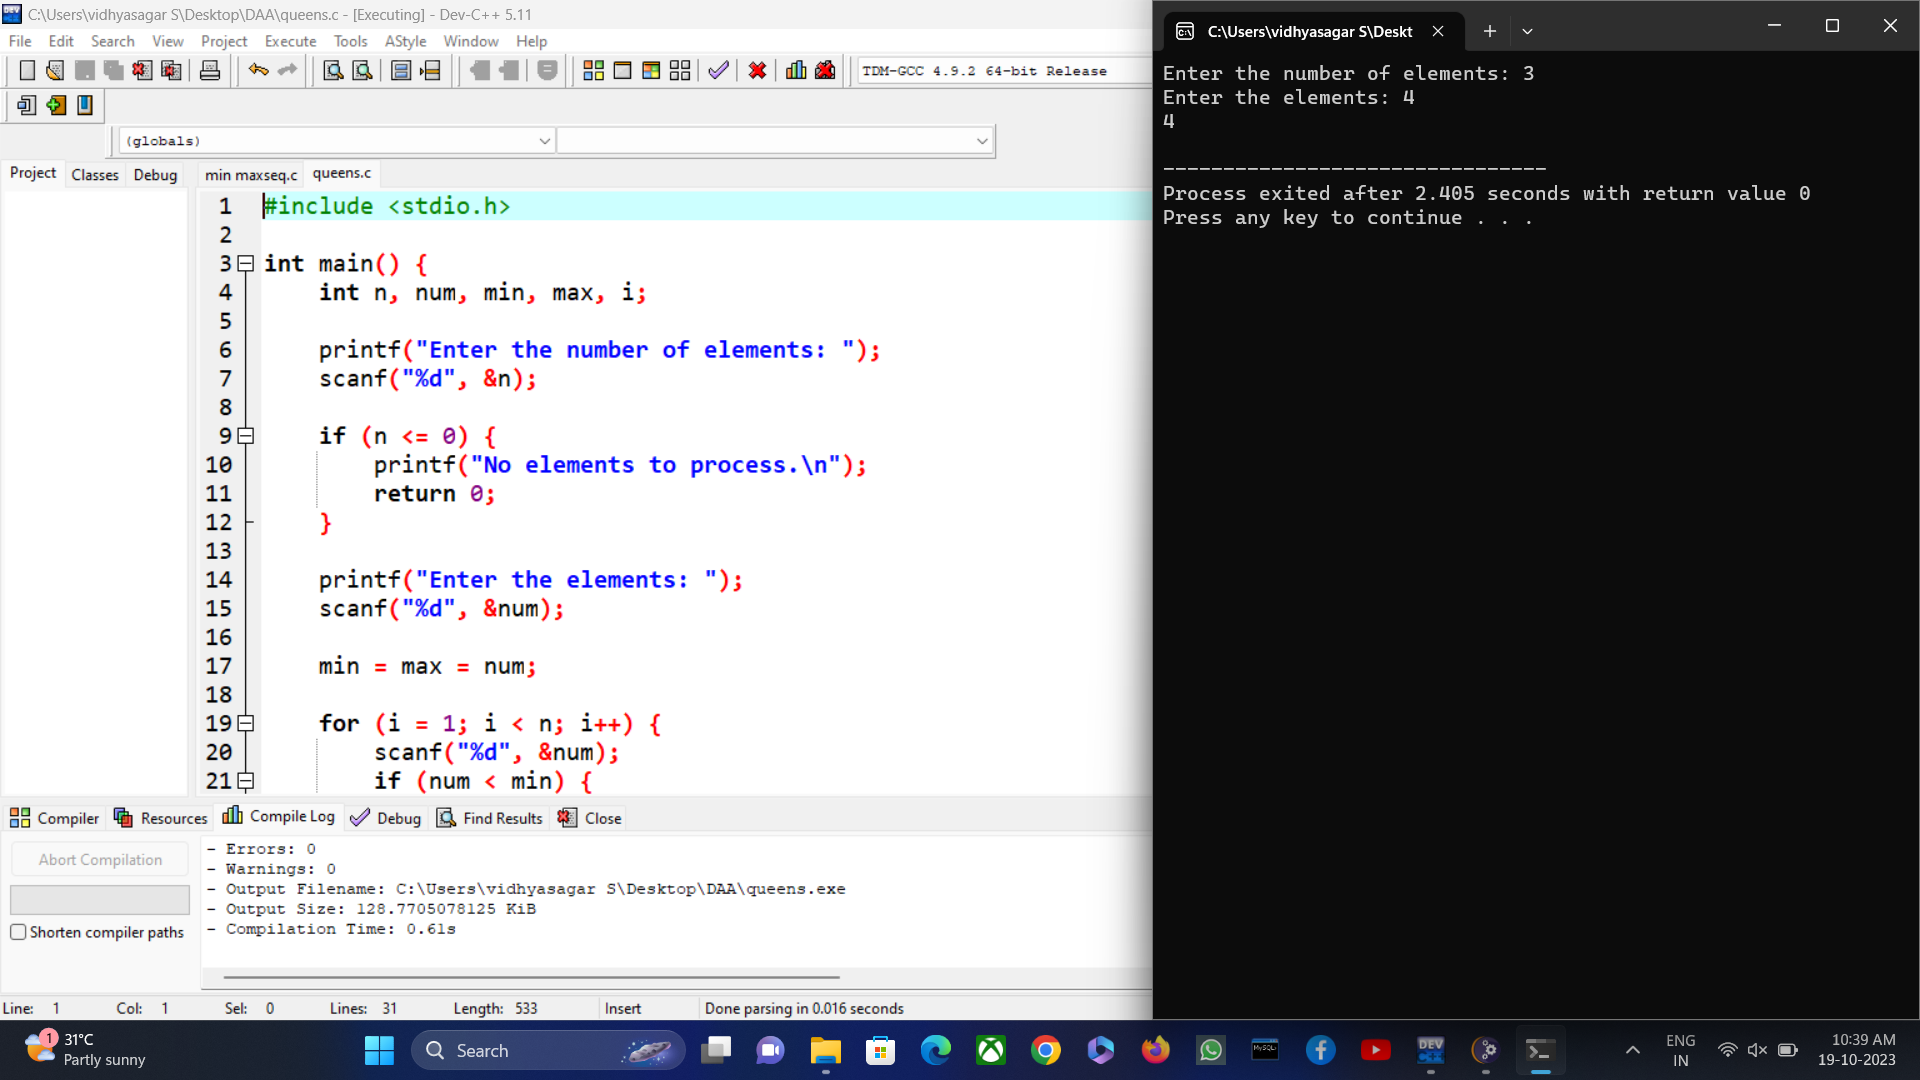 C:\Users\vidhyasagar S\Desktop\DAA\queens.c - [Executing] - Dev-C++ 5.11
File Edit Search View Project Execute Tools AStyle Window Help
TDM-GCC 4.9.2 64-bit Release
(globals)
Project Classes Debug min maxseq.c queens.c
1 #include <stdio.h>
2
3 int main() {
4 int n, num, min, max, i;
5
6 printf("Enter the number of elements: ");
7 scanf("%d", &n);
8
9 if (n <= 0) {
10 printf("No elements to process.\n");
11 return 0;
12 }
13
14 printf("Enter the elements: ");
15 scanf("%d", &num);
16
17 min = max = num;
18
19 for (i = 1; i < n; i++) {
20 scanf("%d", &num);
21 if (num < min) {
Compiler Resources Compile Log Debug Find Results Close
Abort Compilation
Shorten compiler paths
- Errors: 0
- Warnings: 0
- Output Filename: C:\Users\vidhyasagar S\Desktop\DAA\queens.exe
- Output Size: 128.7705078125 KiB
- Compilation Time: 0.61s
Line: 1 Col: 1 Sel: 0 Lines: 31 Length: 533 Insert Done parsing in 0.016 seconds
C:\Users\vidhyasagar S\Deskt
Enter the number of elements: 3
Enter the elements: 4
4
--------------------------------
Process exited after 2.405 seconds with return value 0
Press any key to continue . . .
1
31°C
Partly sunny
Search
MySQL
DEV
ENG
IN
10:39 AM
19-10-2023